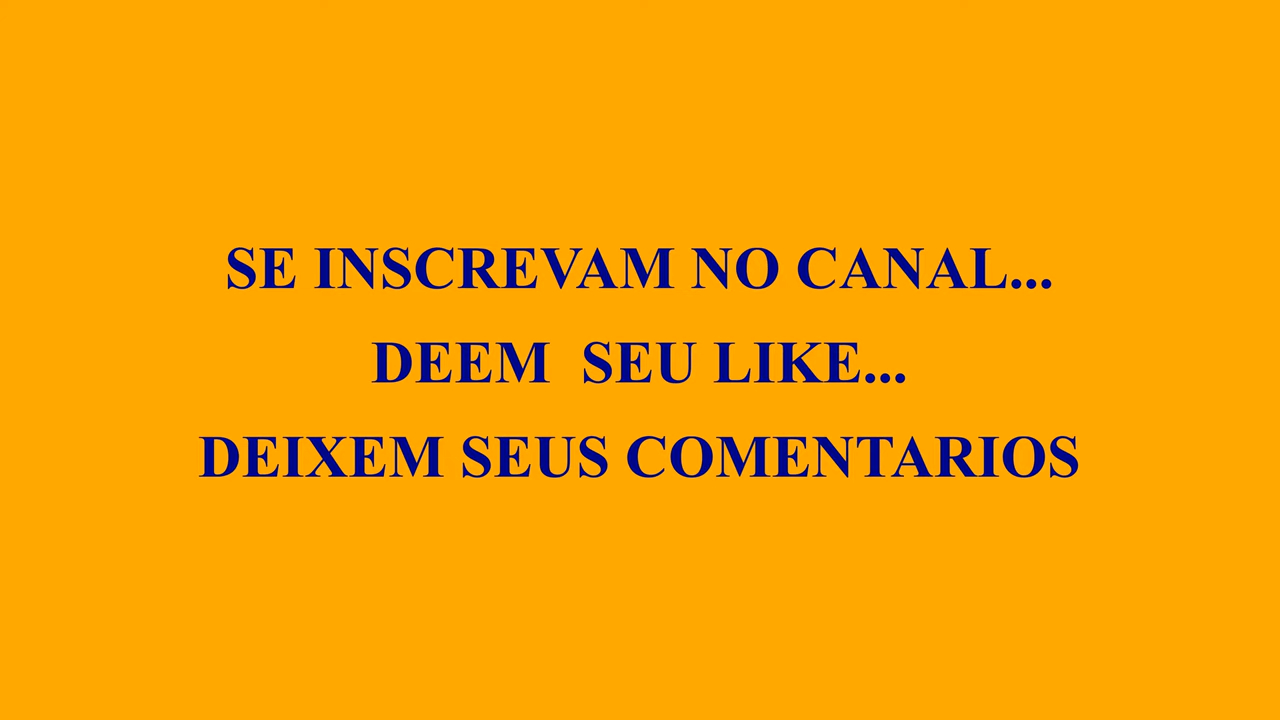 SE INSCREVAM NO CANAL...
DEEM  SEU LIKE...
DEIXEM SEUS COMENTARIOS